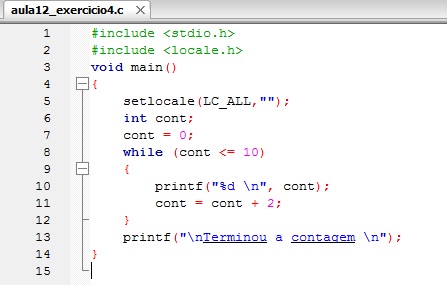 aula12_exercicio4.c
1 #include <stdio.h>
2 #include <locale.h>
3 void main()
4 {
5 setlocale(LC_ALL,"");
6 int cont;
7 cont = 0;
8 while (cont <= 10)
9 {
10 printf("%d \n", cont);
11 cont = cont + 2;
12 }
13 printf("\nTerminou a contagem \n");
14 }
15